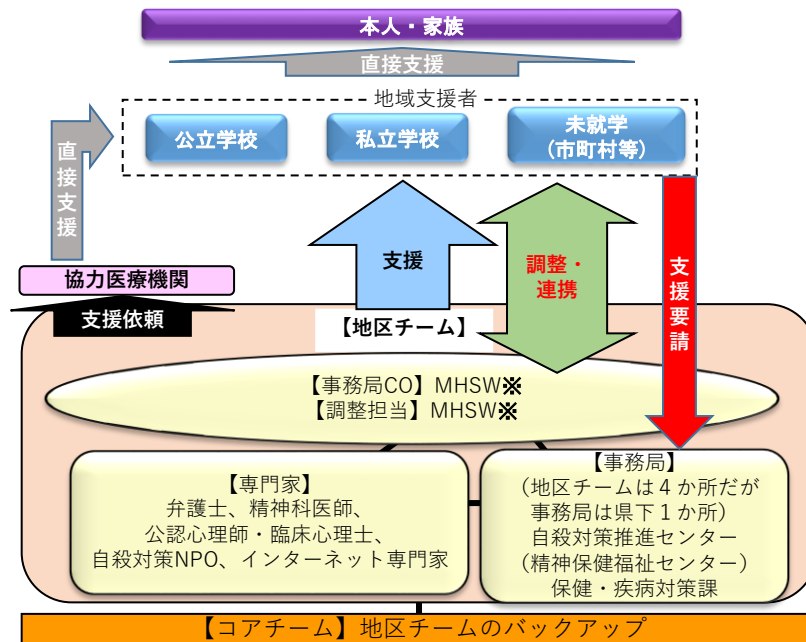 本人・家族
直接支援
地域支援者
公立学校
私立学校
未就学
(市町村等)
直接支援
協力医療機関
支援依頼
支援
調整・
連携
支援要請
【地区チーム】
【事務局CO】MHSW※
【調整担当】MHSW※
【専門家】
弁護士、精神科医師、
公認心理師・臨床心理士、
自殺対策NPO、インターネット専門家
【事務局】
（地区チームは４か所だが
事務局は県下１か所）
自殺対策推進センター
（精神保健福祉センター）
保健・疾病対策課
【コアチーム】地区チームのバックアップ